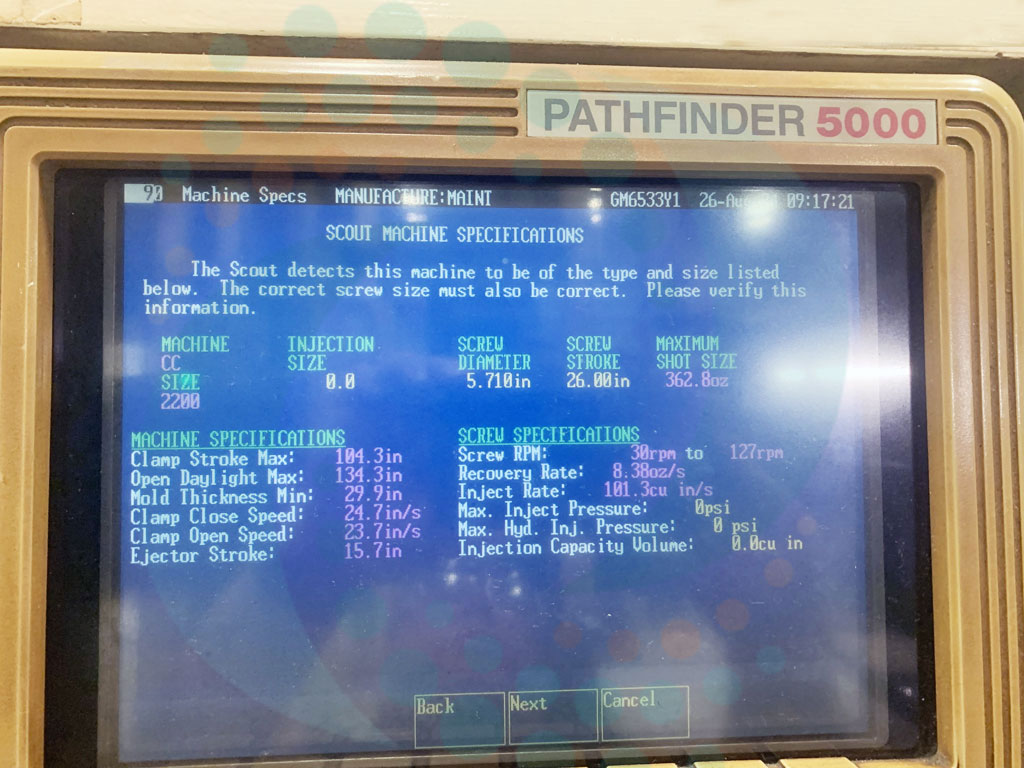 PATHFINDER 5000
90 Machine Specs MANUFACTURE:MAINT GM6533Y1 26-Aug 09:17:21
SCOUT MACHINE SPECIFICATIONS
The Scout detects this machine to be of the type and size listed
below. The correct screw size must also be correct. Please verify this
information.
MACHINE INJECTION SCREW SCREW MAXIMUM
CC SIZE DIAMETER STROKE SHOT SIZE
SIZE 0.0 5.710in 26.00in 362.8oz
2200
MACHINE SPECIFICATIONS SCREW SPECIFICATIONS
Clamp Stroke Max: 104.3in Screw RPM: 30rpm to 127rpm
Open Daylight Max: 134.3in Recovery Rate: 8.38oz/s
Mold Thickness Min: 29.9in Inject Rate: 101.3cu in/s
Clamp Close Speed: 24.7in/s Max. Inject Pressure: 0psi
Clamp Open Speed: 23.7in/s Max. Hyd. Inj. Pressure: 0 psi
Ejector Stroke: 15.7in Injection Capacity Volume: 0.0cu in
Back Next Cancel